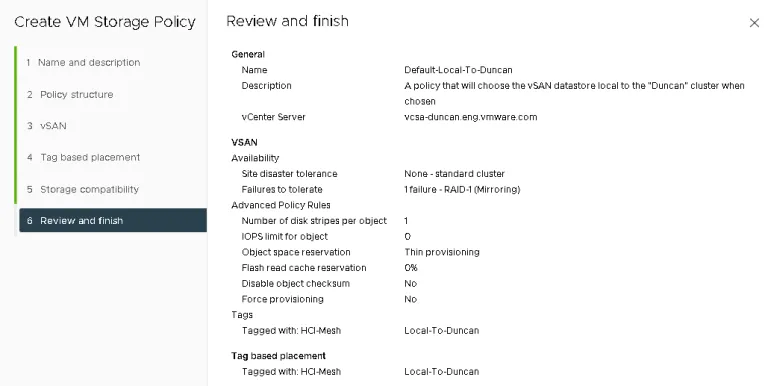 Create VM Storage Policy
1 Name and description
2 Policy structure
3 vSAN
4 Tag based placement
5 Storage compatibility
6 Review and finish
Review and finish
General
Name Default-Local-To-Duncan
Description A policy that will choose the vSAN datastore local to the "Duncan" cluster when
chosen
vCenter Server vcsa-duncan.eng.vmware.com
VSAN
Availability
Site disaster tolerance None - standard cluster
Failures to tolerate 1 failure - RAID-1 (Mirroring)
Advanced Policy Rules
Number of disk stripes per object 1
IOPS limit for object 0
Object space reservation Thin provisioning
Flash read cache reservation 0%
Disable object checksum No
Force provisioning No
Tags
Tagged with: HCI-Mesh Local-To-Duncan
Tag based placement
Tagged with: HCI-Mesh Local-To-Duncan